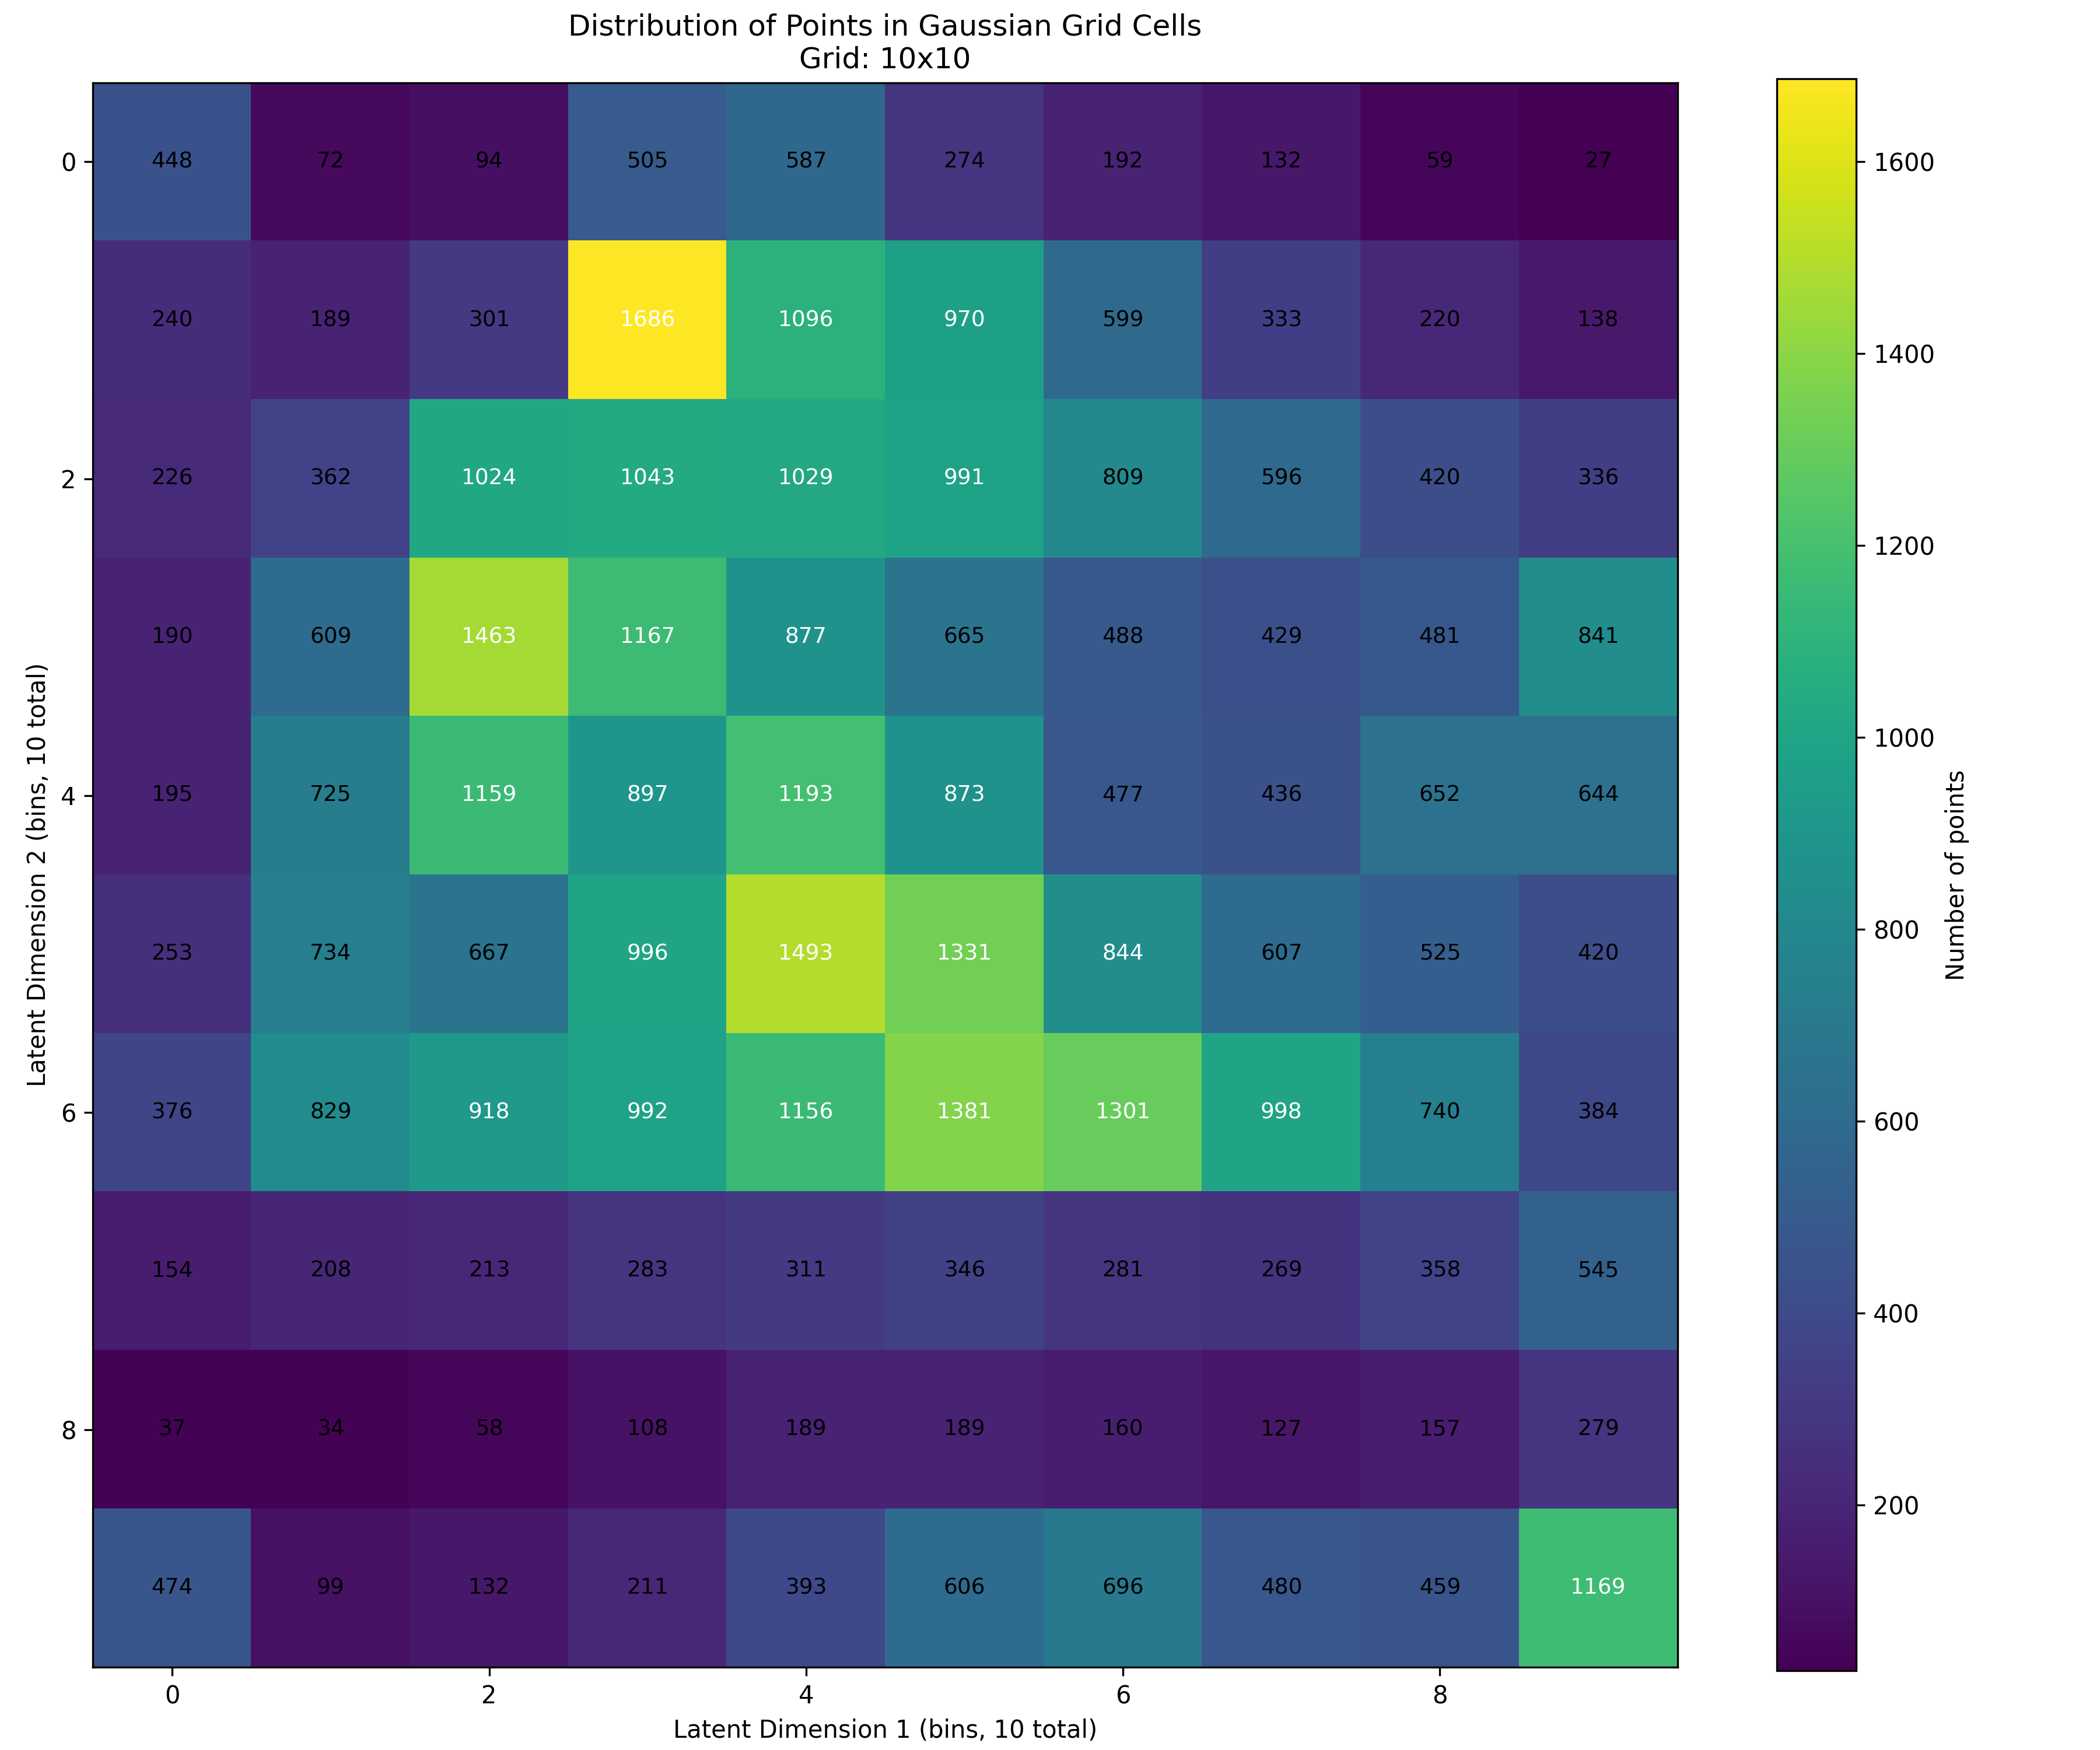 Distribution of Points in Gaussian Grid Cells
Grid: 10x10
0 448 72 94 505 587 274 192 132 59 27
240 189 301 1686 1096 970 599 333 220 138
2 226 362 1024 1043 1029 991 809 596 420 336
190 609 1463 1167 877 665 488 429 481 841
4 195 725 1159 897 1193 873 477 436 652 644
253 734 667 996 1493 1331 844 607 525 420
6 376 829 918 992 1156 1381 1301 998 740 384
154 208 213 283 311 346 281 269 358 545
8 37 34 58 108 189 189 160 127 157 279
474 99 132 211 393 606 696 480 459 1169
0 2 4 6 8
Latent Dimension 1 (bins, 10 total)
Latent Dimension 2 (bins, 10 total)
1600
1400
1200
1000
800
600
400
200
Number of points